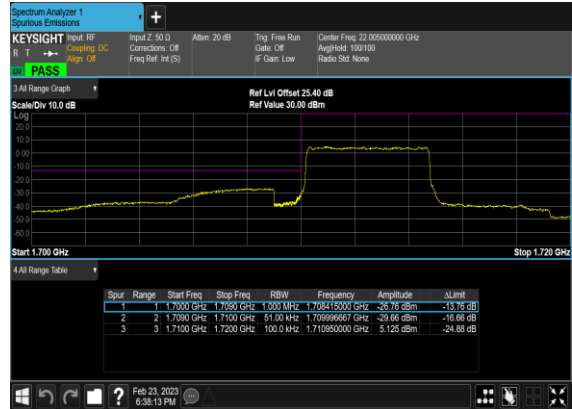 Spectrum Analyzer 1
Spurious Emissions
KEYSIGHT Input: RF Input Z: 50 Ω Atten: 20 dB Trig: Free Run Center Freq: 22.005000000 GHz
R T Coupling: DC Corrections: Off Gate: Off Avg|Hold: 100/100
Align: Off Freq Ref: Int (S) IF Gain: Low Radio Std: None
PASS
3 All Range Graph Ref Lvl Offset 25.40 dB
Scale/Div 10.0 dB Ref Value 30.00 dBm
Log
20.0
10.0
0.00
-10.0
-20.0
-30.0
-40.0
-50.0
-60.0
Start 1.700 GHz Stop 1.720 GHz
4 All Range Table
Spur Range Start Freq Stop Freq RBW Frequency Amplitude ΔLimit
1 1 1.7000 GHz 1.7090 GHz 1.000 MHz 1.708415000 GHz -26.76 dBm -13.76 dB
2 2 1.7090 GHz 1.7100 GHz 51.00 kHz 1.709996667 GHz -29.66 dBm -16.66 dB
3 3 1.7100 GHz 1.7200 GHz 100.0 kHz 1.710950000 GHz 5.125 dBm -24.88 dB
Feb 23, 2023
6:38:13 PM